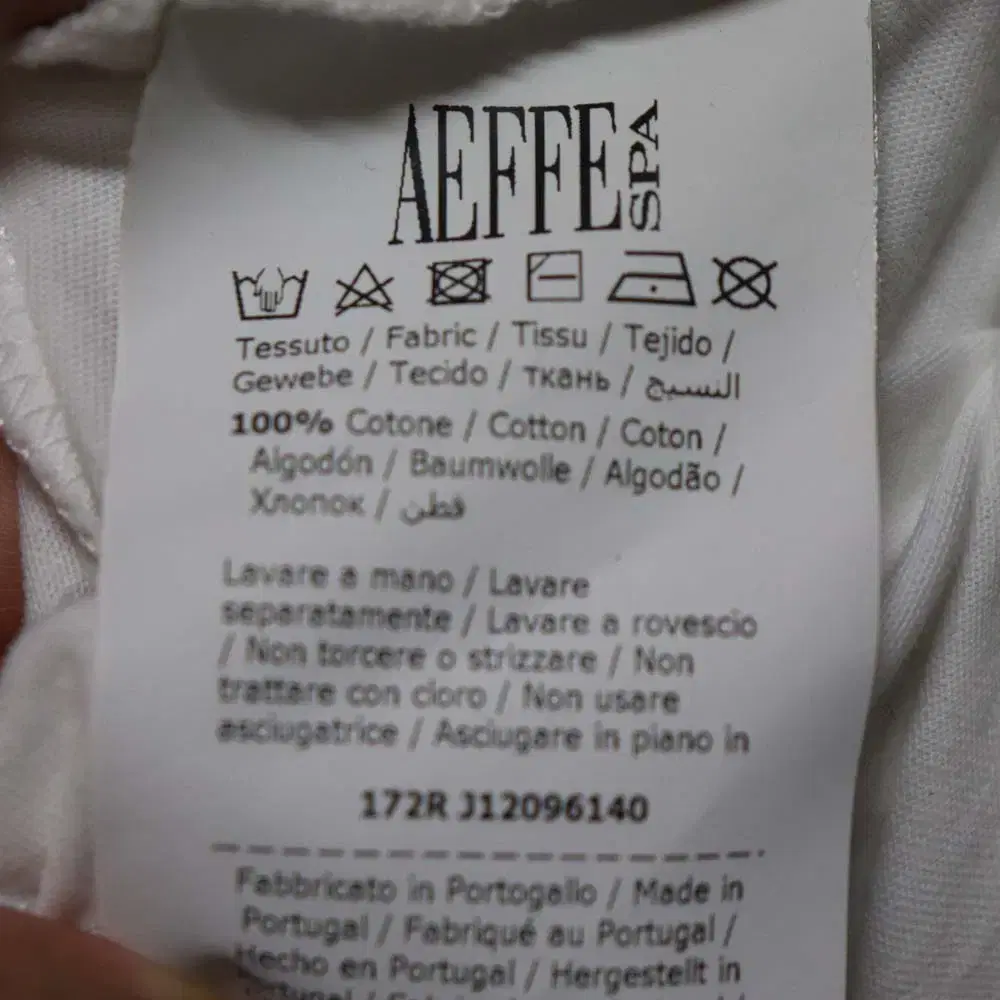 AEFFE SPA
Tessuto / Fabric / Tissu / Tejido /
Gewebe / Tecido / ткань / النسيج
100% Cotone / Cotton / Coton /
Algodón / Baumwolle / Algodão /
Хлопок / قطن
Lavare a mano / Lavare
separatamente / Lavare a rovescio
/ Non torcere o strizzare / Non
trattare con cloro / Non usare
asciugatrice / Asciugare in piano in
172R J12096140
Fabbricato in Portogallo / Made in
Portugal / Fabriqué au Portugal /
Hecho en Portugal / Hergestellt in